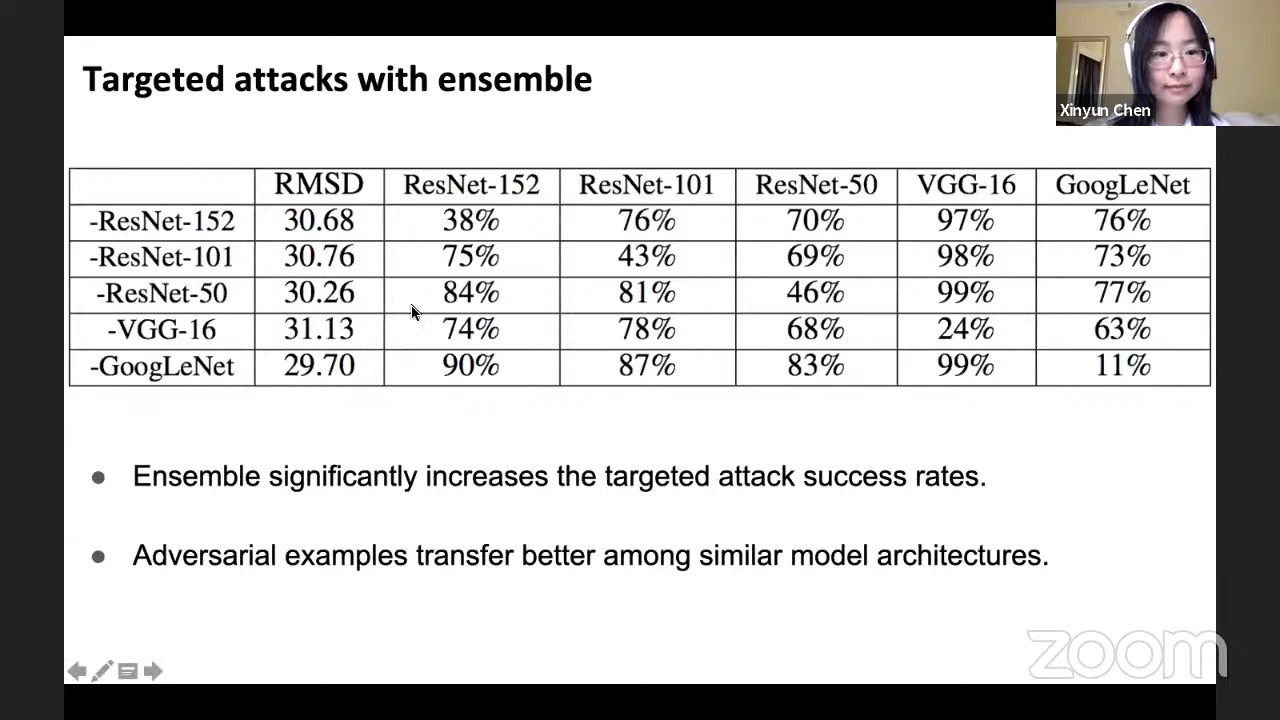 Targeted attacks with ensemble
Xinyun Chen
RMSD ResNet-152 ResNet-101 ResNet-50 VGG-16 GoogLeNet
-ResNet-152 30.68 38% 76% 70% 97% 76%
-ResNet-101 30.76 75% 43% 69% 98% 73%
-ResNet-50 30.26 84% 81% 46% 99% 77%
-VGG-16 31.13 74% 78% 68% 24% 63%
-GoogLeNet 29.70 90% 87% 83% 99% 11%
● Ensemble significantly increases the targeted attack success rates.
● Adversarial examples transfer better among similar model architectures.
zoom